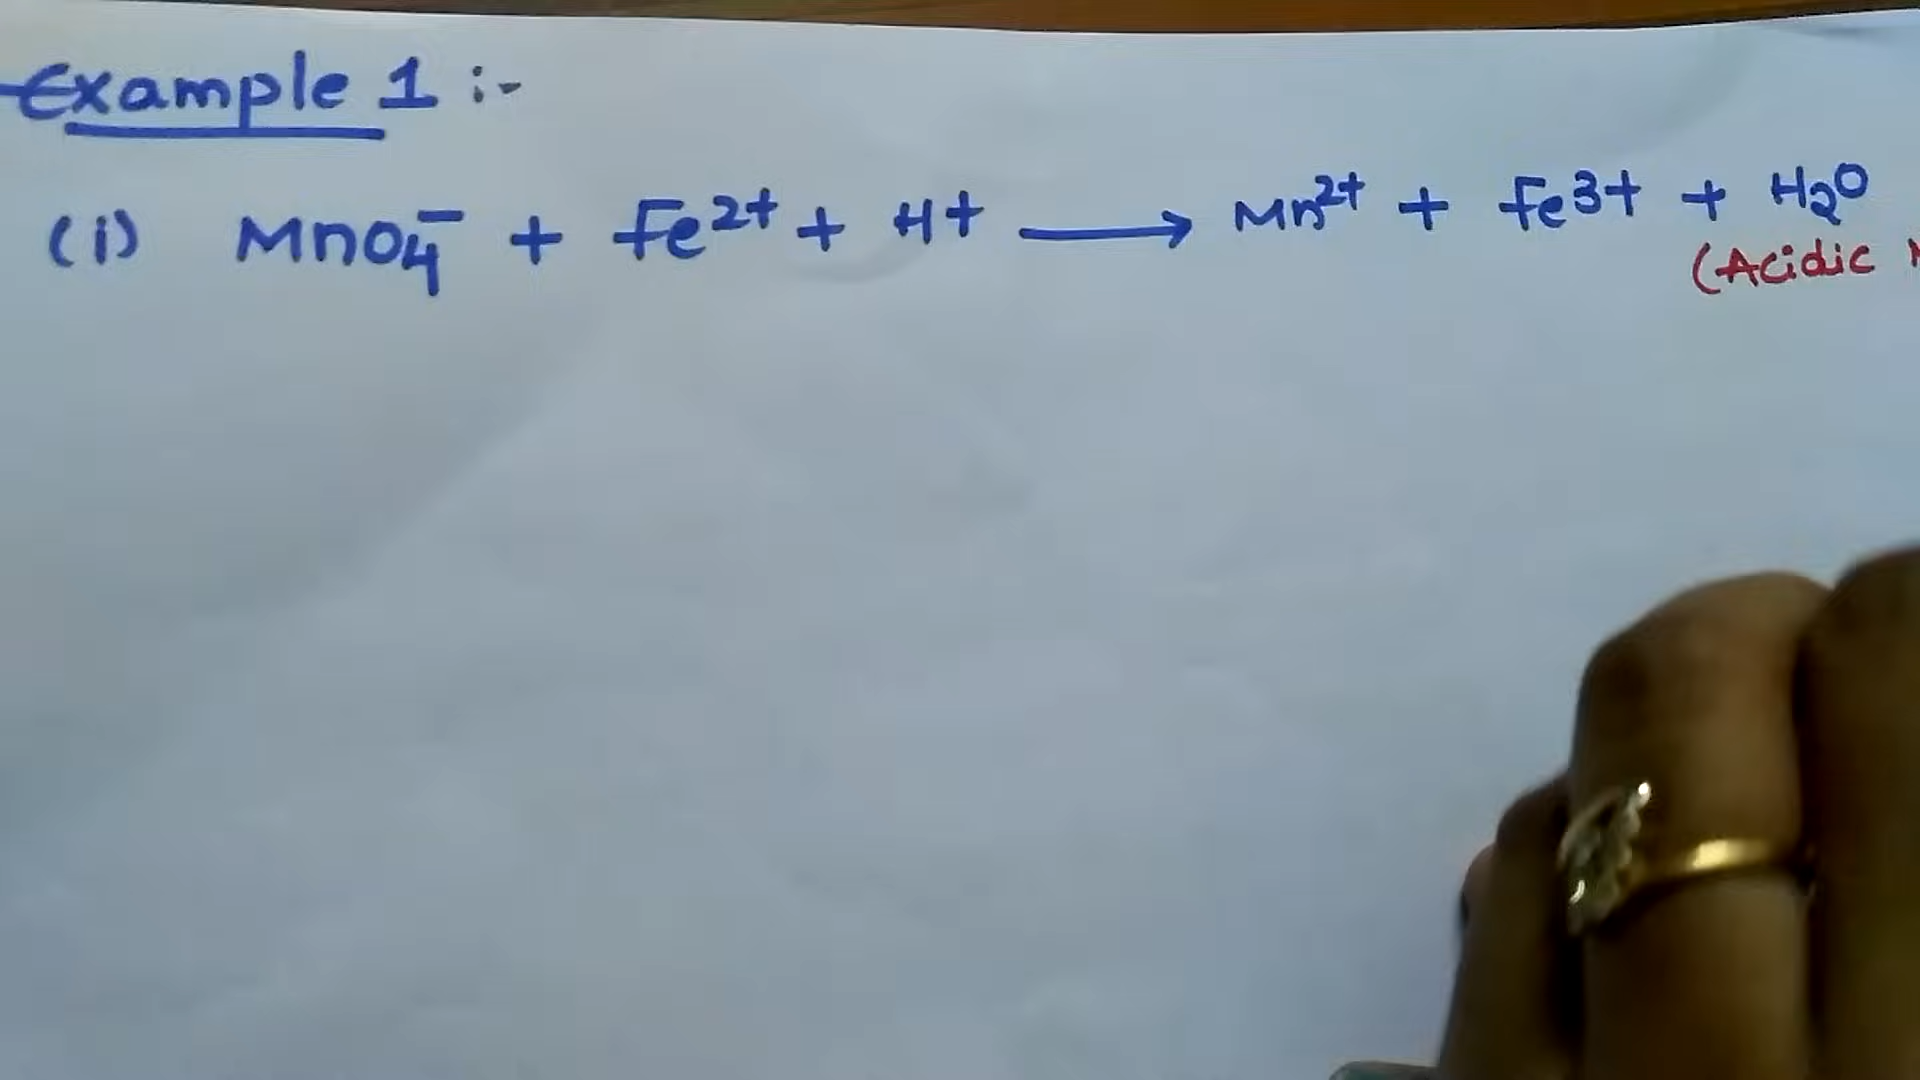 Example 1 :-
(i) MnO₄⁻ + Fe²⁺ + H⁺ ⟶ Mn²⁺ + Fe³⁺ + H₂O
(Acidic